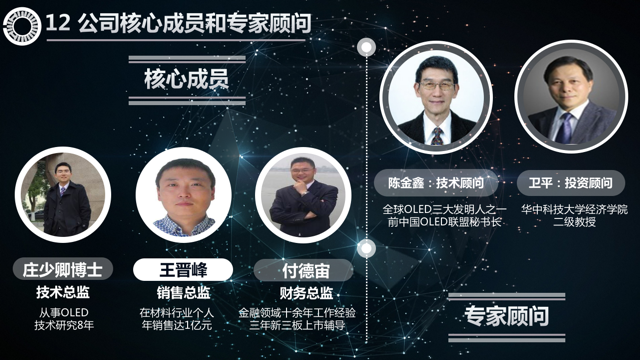 12 公司核心成员和专家顾问
核心成员
陈金鑫：技术顾问
全球OLED三大发明人之一
前中国OLED联盟秘书长
卫平：投资顾问
华中科技大学经济学院
二级教授
庄少卿博士
技术总监
从事OLED
技术研究8年
王晋峰
销售总监
在材料行业个人
年销售达1亿元
付德宙
财务总监
金融领域十余年工作经验
三年新三板上市辅导
专家顾问